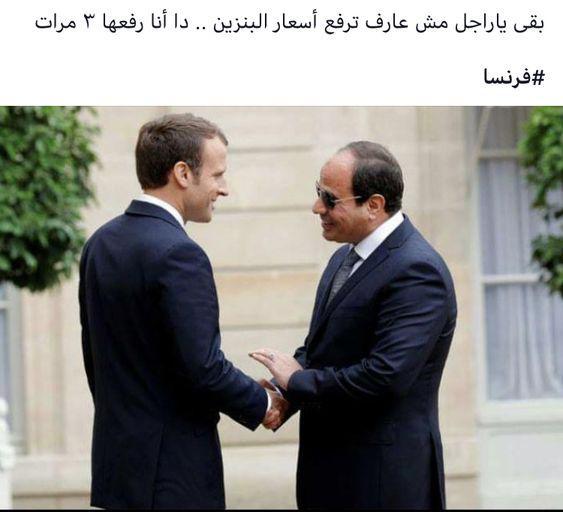 بقى ياراجل مش عارف ترفع أسعار البنزين .. دا أنا رفعها ٣ مرات
#فرنسا